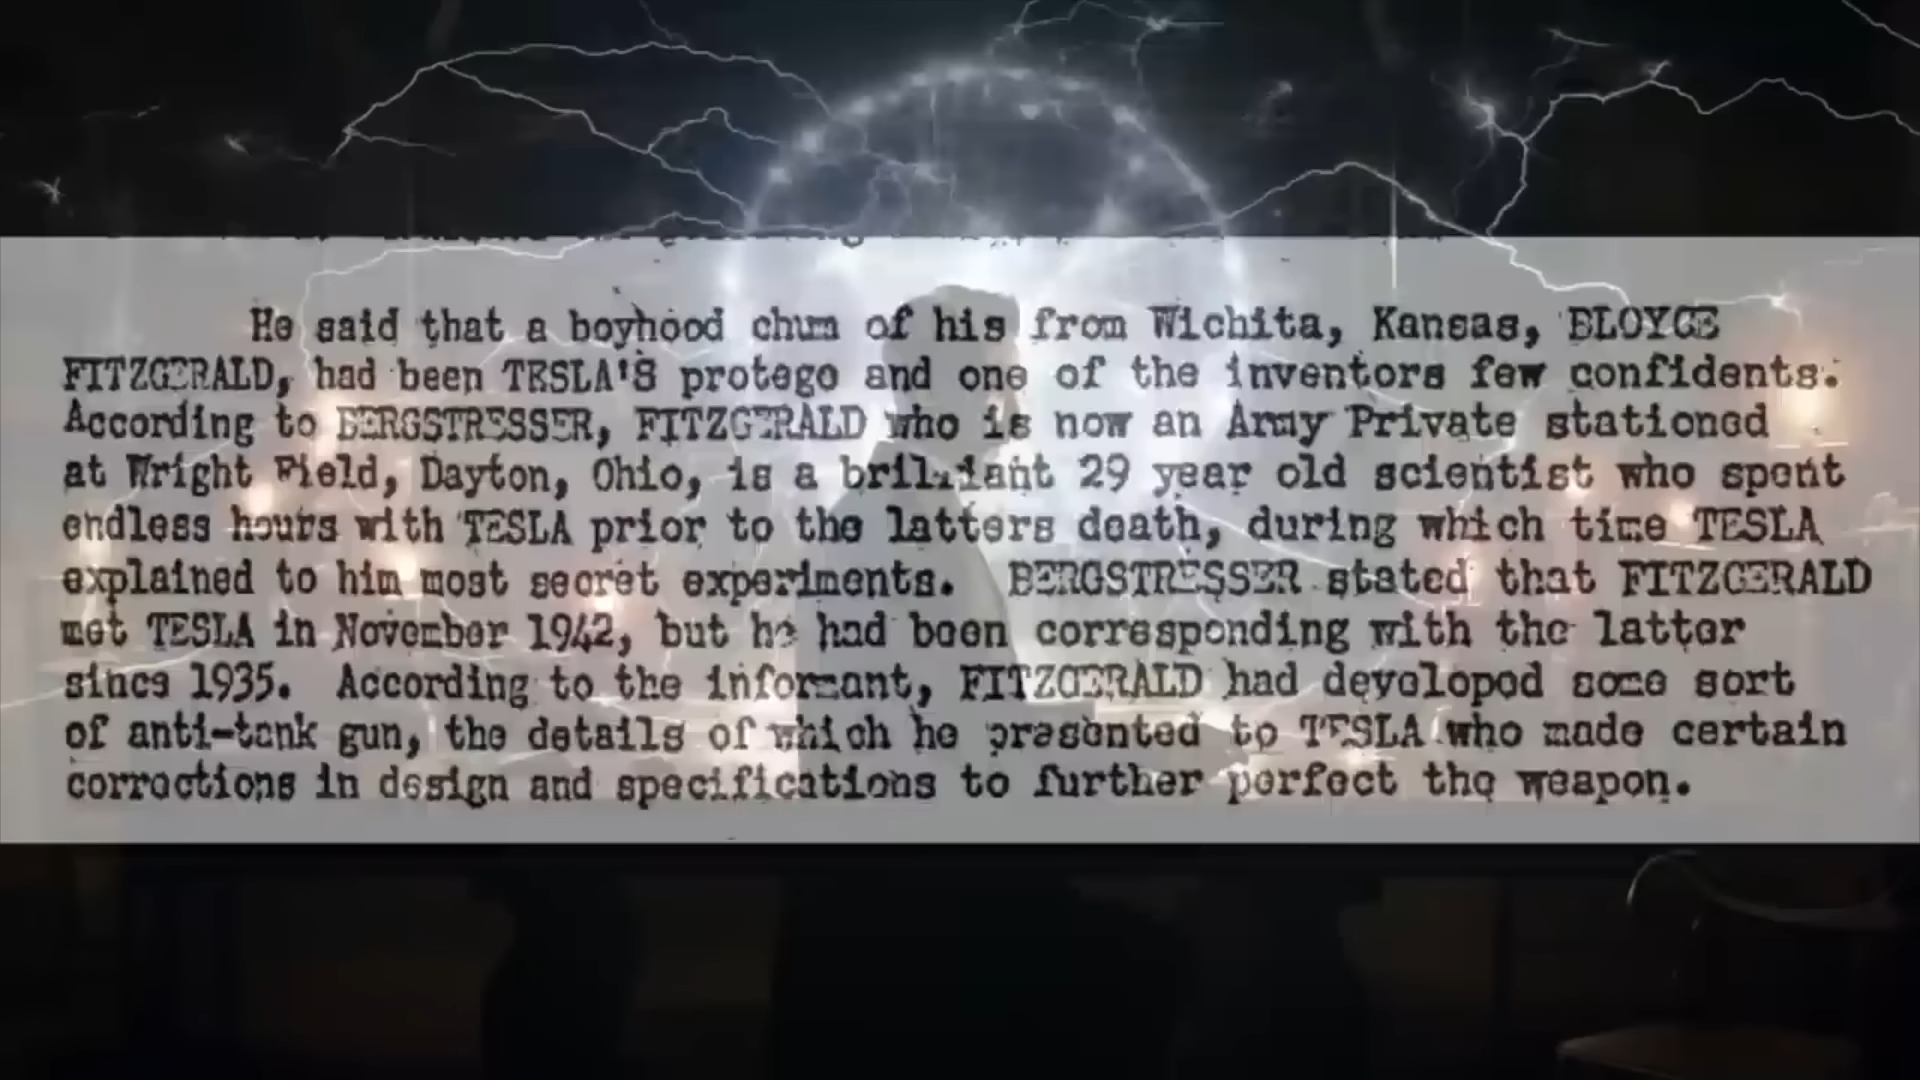 He said that a boyhood chum of his from Wichita, Kansas, BLOYCE
FITZGERALD, had been TESLA'S protege and one of the inventors few confidents.
According to BERGSTRESSER, FITZGERALD who is now an Army Private stationed
at Wright Field, Dayton, Ohio, is a brilliant 29 year old scientist who spent
endless hours with TESLA prior to the latters death, during which time TESLA
explained to him most secret experiments. BERGSTRESSER stated that FITZGERALD
met TESLA in November 1942, but he had been corresponding with the latter
since 1935. According to the informant, FITZGERALD had developed some sort
of anti-tank gun, the details of which he presented to TESLA who made certain
corrections in design and specifications to further perfect the weapon.